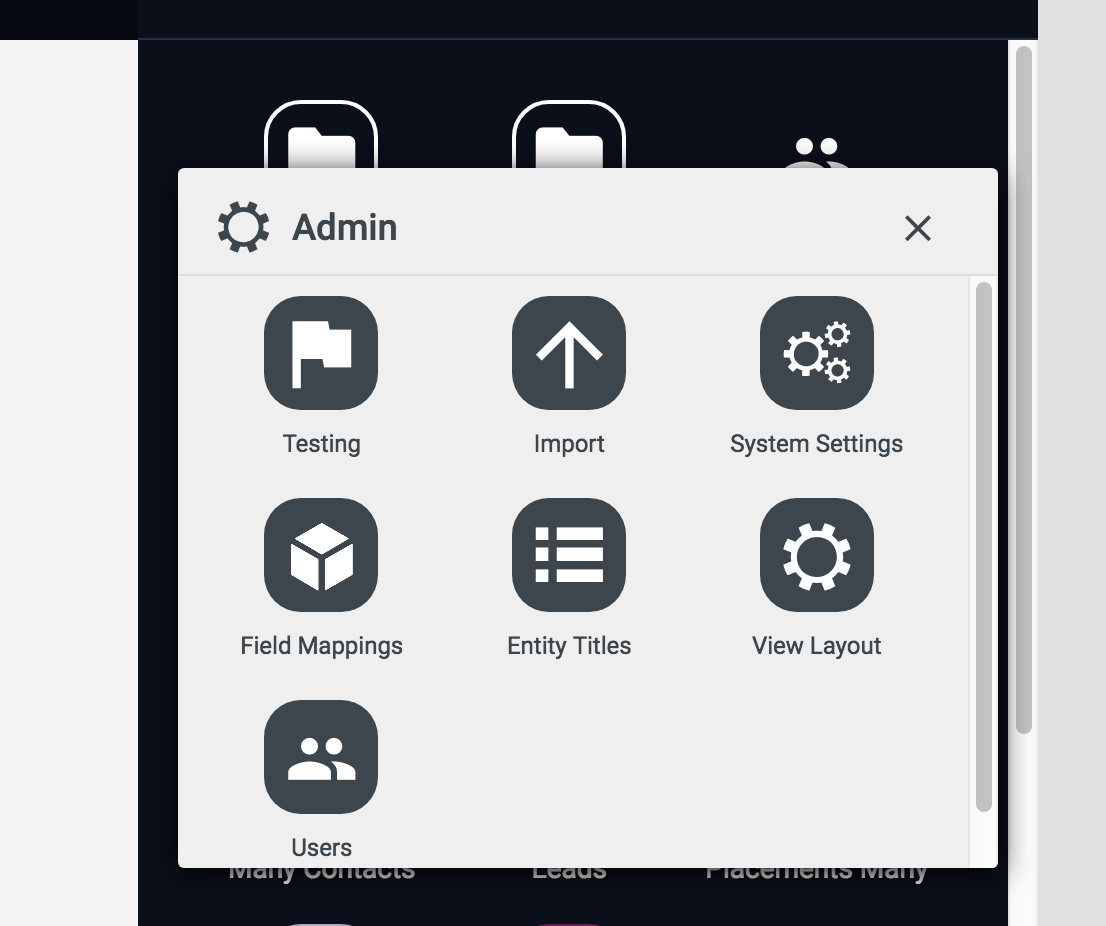 Admin
Testing
Import
System Settings
Field Mappings
Entity Titles
View Layout
Users
Many Contacts
Leads
Placements Many